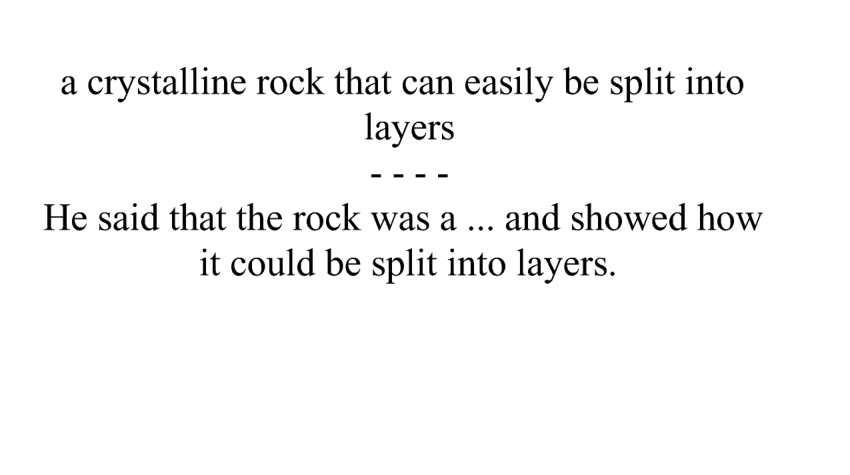 a crystalline rock that can easily be split into
layers
- - - -
He said that the rock was a ... and showed how
it could be split into layers.